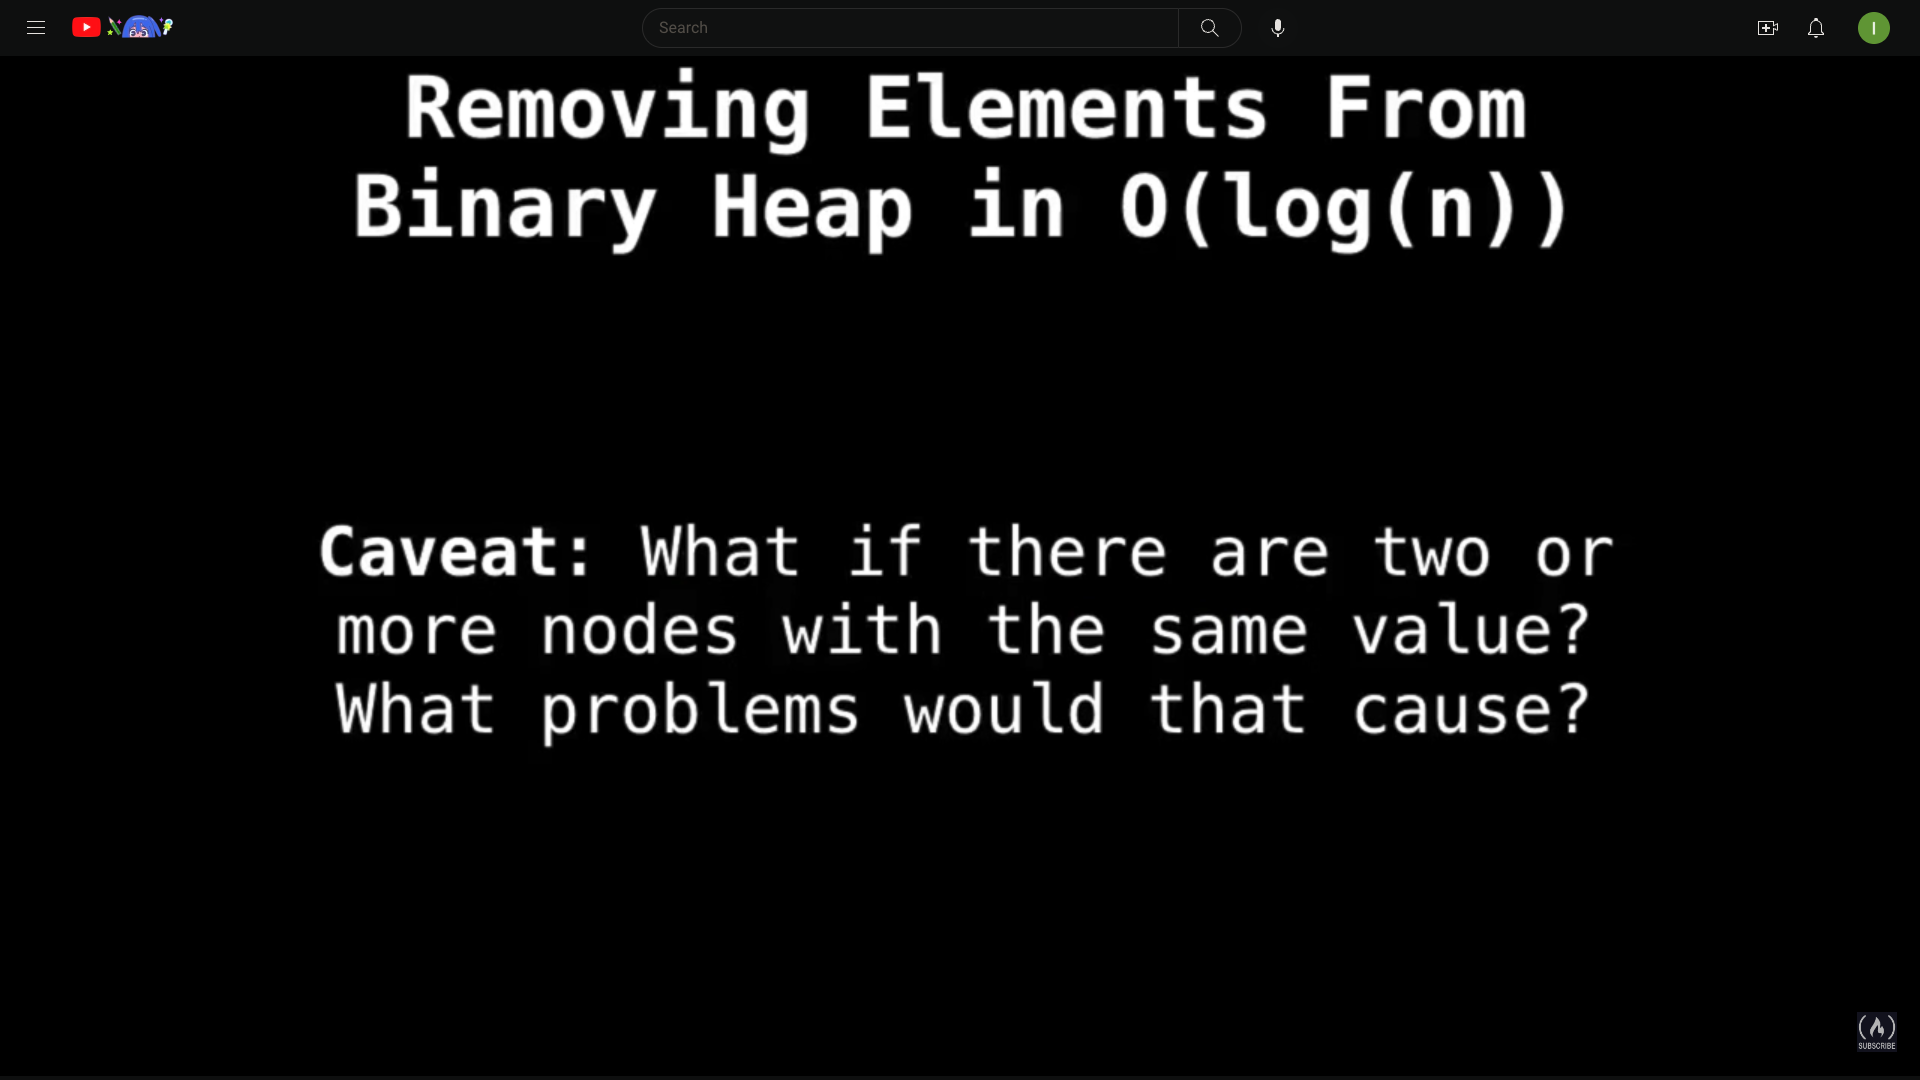 Search
I
Removing Elements From
Binary Heap in O(log(n))
Caveat: What if there are two or
more nodes with the same value?
What problems would that cause?
SUBSCRIBE